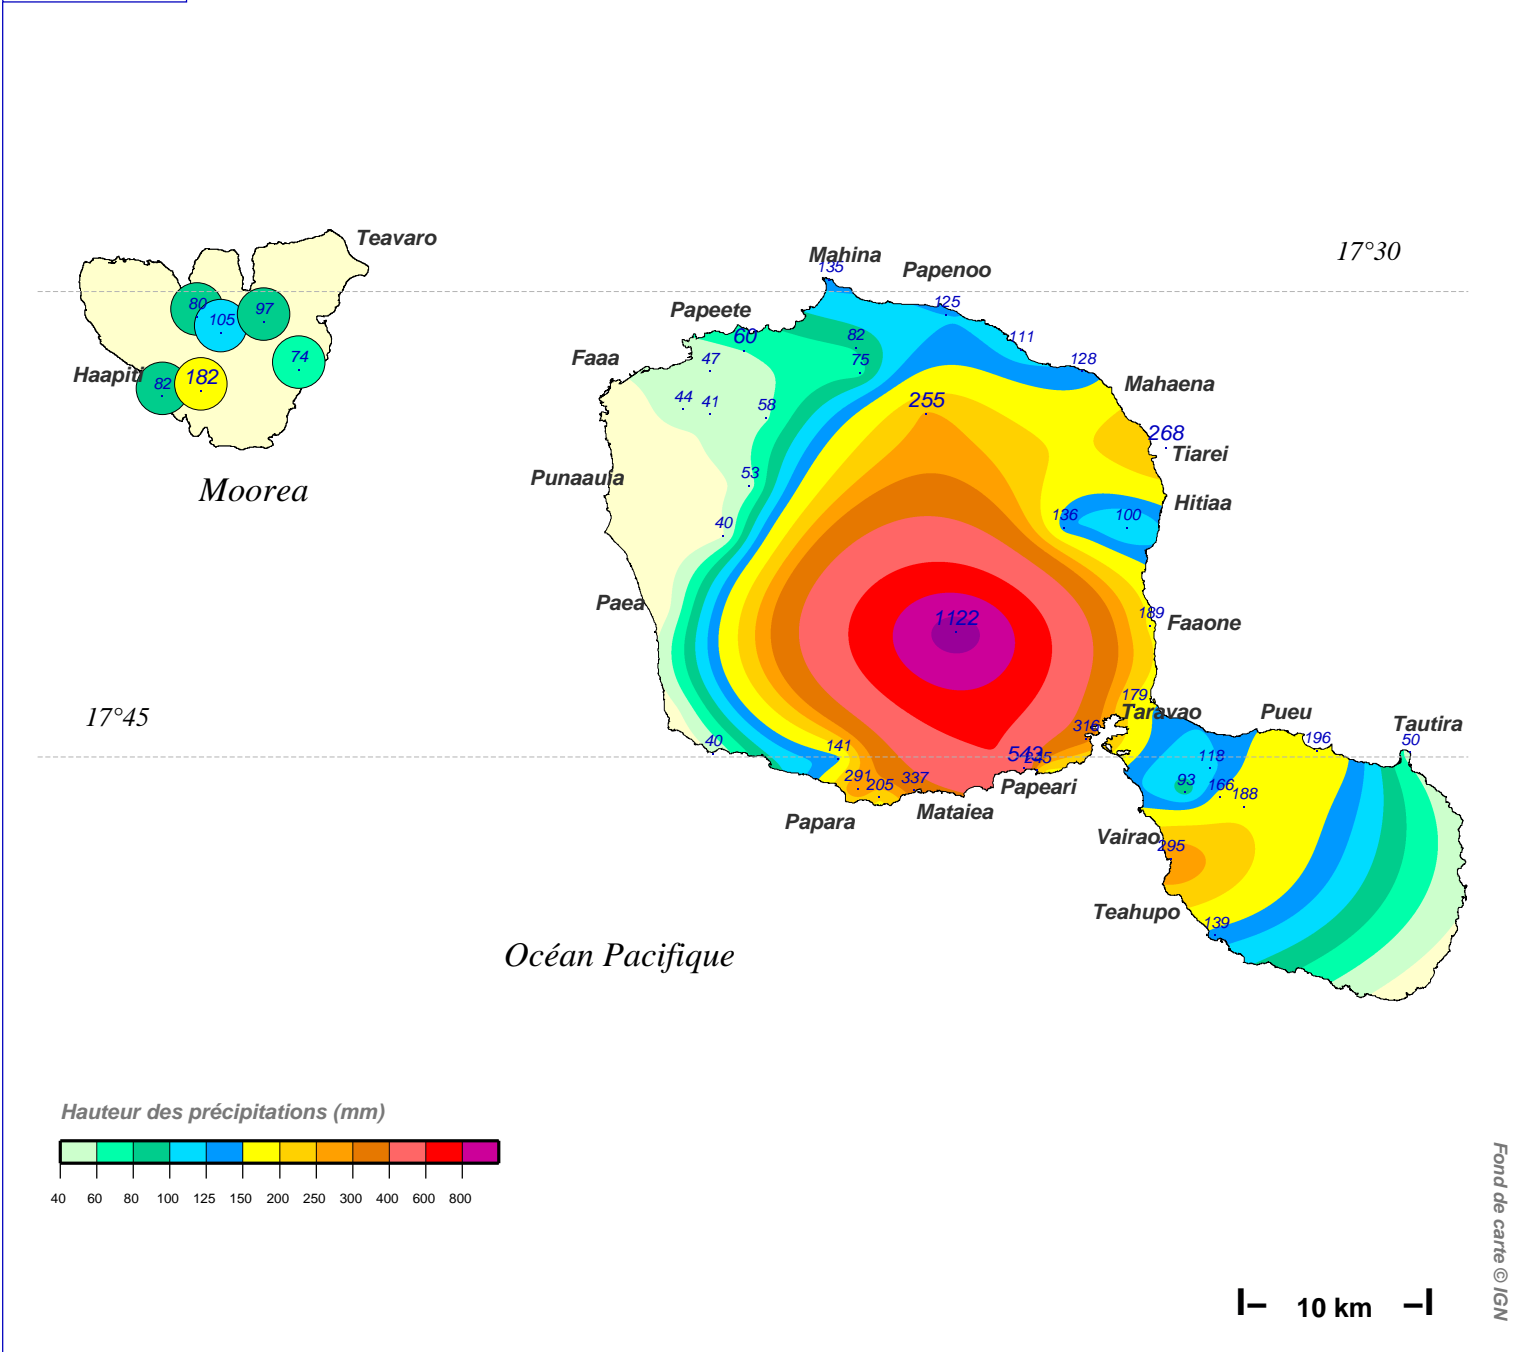 Teavaro
17°30
Mahina
135
Papenoo
125
80
105
97
Papeete
60
82
111
74
Faaa
47
75
128
Haapiti
82
182
Mahaena
44
41
58
255
268
Tiarei
Moorea
Punaauia
53
Hitiaa
40
136
100
Paea
1122
189
Faaone
179
17°45
Taravao
Pueu
Tautira
316
196
50
40
141
543
118
291
205
337
93
166
188
Papeari
Mataiea
Papara
Vairao
295
Teahupo
139
Océan Pacifique
Hauteur des précipitations (mm)
40 60 80 100 125 150 200 250 300 400 600 800
Fond de carte © IGN
10 km